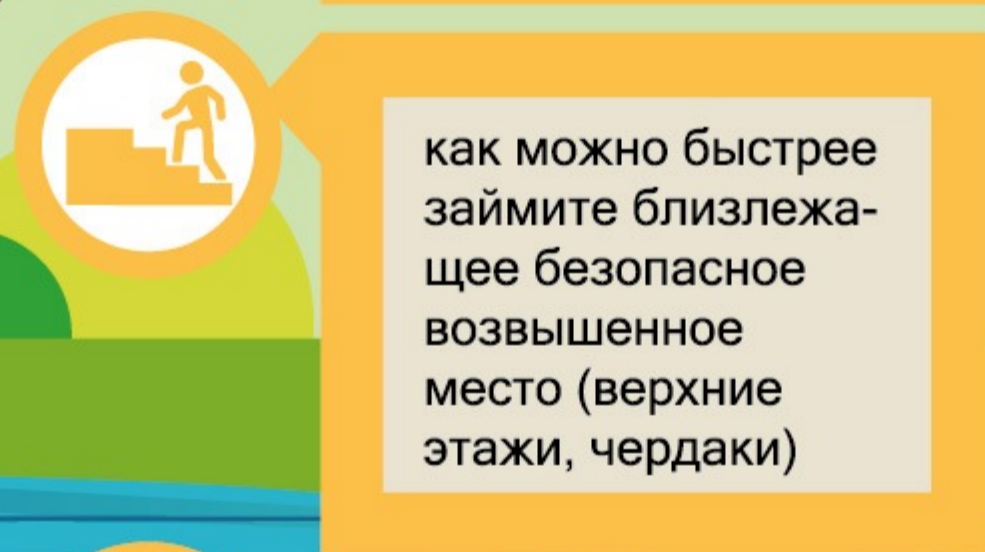 как можно быстрее
займите близлежа-
щее безопасное
возвышенное
место (верхние
этажи, чердаки)